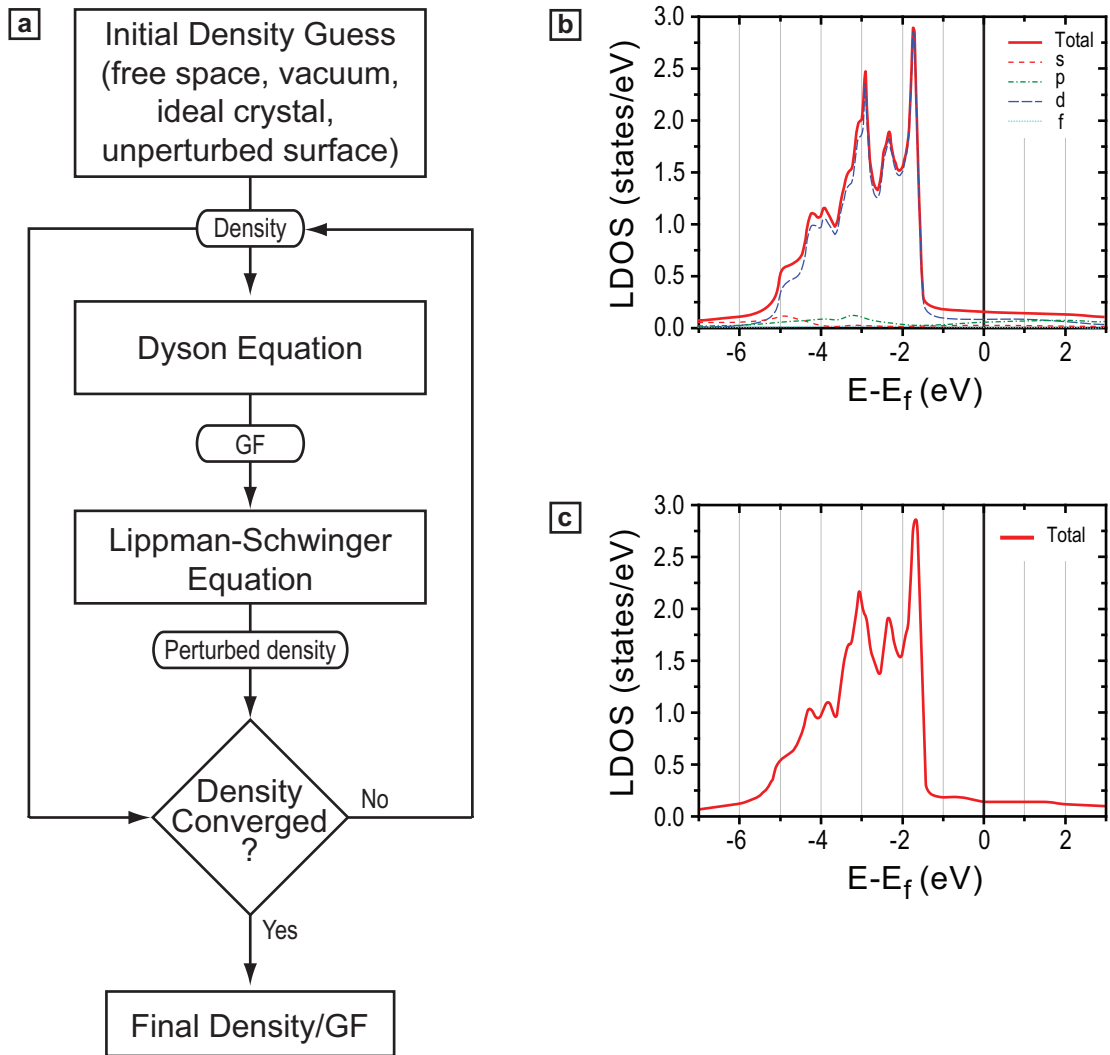 a
Initial Density Guess
(free space, vacuum,
ideal crystal,
unperturbed surface)
Density
Dyson Equation
GF
Lippman-Schwinger
Equation
Perturbed density
Density
Converged
?
No
Yes
Final Density/GF
b
LDOS (states/eV)
3.0
2.5
2.0
1.5
1.0
0.5
0.0
-6 -4 -2 0 2
E-Ef (eV)
Total
s
p
d
f
c
LDOS (states/eV)
3.0
2.5
2.0
1.5
1.0
0.5
0.0
-6 -4 -2 0 2
E-Ef (eV)
Total